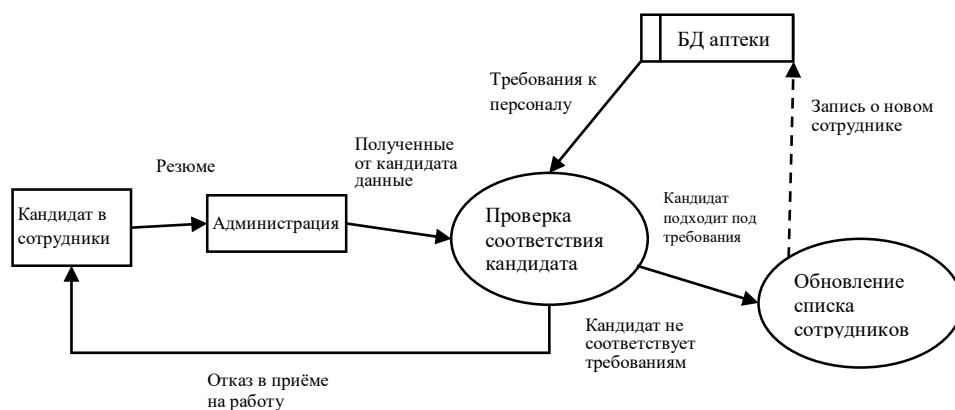 БД аптеки
Требования к
персоналу
Запись о новом
сотруднике
Полученные
от кандидата
данные
Резюме
Кандидат в
сотрудники
Администрация
Проверка
соответствия
кандидата
Кандидат
подходит под
требования
Обновление
списка
сотрудников
Кандидат не
соответствует
требованиям
Отказ в приёме
на работу